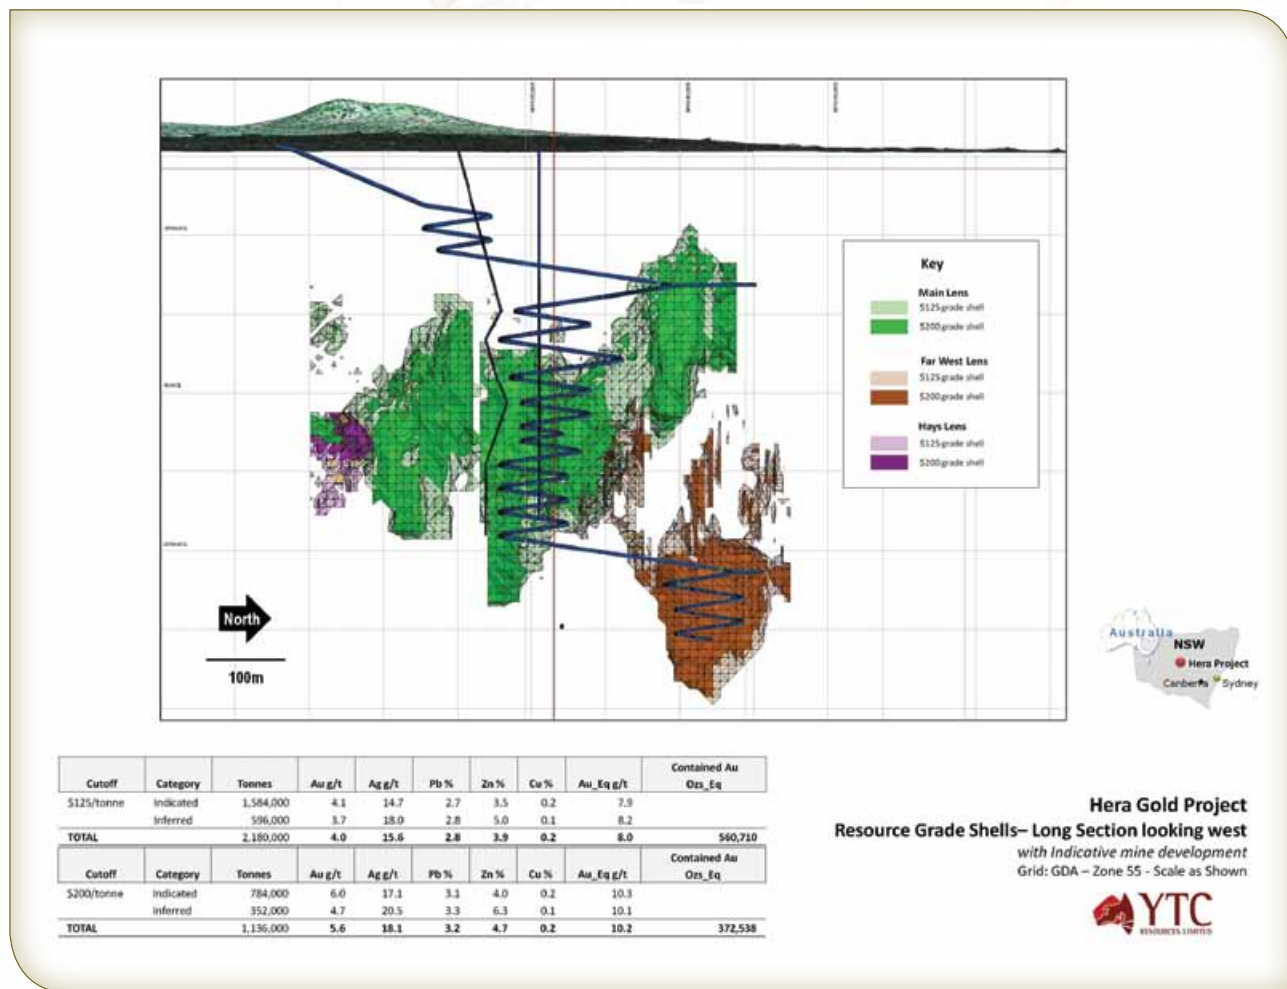 Key
Main Lens
$125 grade shell
$200 grade shell
Far West Lens
$125 grade shell
$200 grade shell
Hays Lens
$125 grade shell
$200 grade shell
North
100m
Australia
NSW
Hera Project
Canberra
Sydney
Cutoff Category Tonnes Au g/t Ag g/t Pb % Zn % Cu % Au_Eq g/t Contained Au Ozs_Eq
$125/tonne Indicated 1,584,000 4.1 14.7 2.7 3.5 0.2 7.9
Inferred 596,000 3.7 18.0 2.8 5.0 0.1 8.2
TOTAL 2,180,000 4.0 15.6 2.8 3.9 0.2 8.0 560,710
Cutoff Category Tonnes Au g/t Ag g/t Pb % Zn % Cu % Au_Eq g/t Contained Au Ozs_Eq
$200/tonne Indicated 784,000 6.0 17.1 3.1 4.0 0.2 10.3
Inferred 352,000 4.7 20.5 3.3 6.3 0.1 10.1
TOTAL 1,136,000 5.6 18.1 3.2 4.7 0.2 10.2 372,538
Hera Gold Project
Resource Grade Shells– Long Section looking west
with Indicative mine development
Grid: GDA – Zone 55 - Scale as Shown
YTC
RESOURCES LIMITED